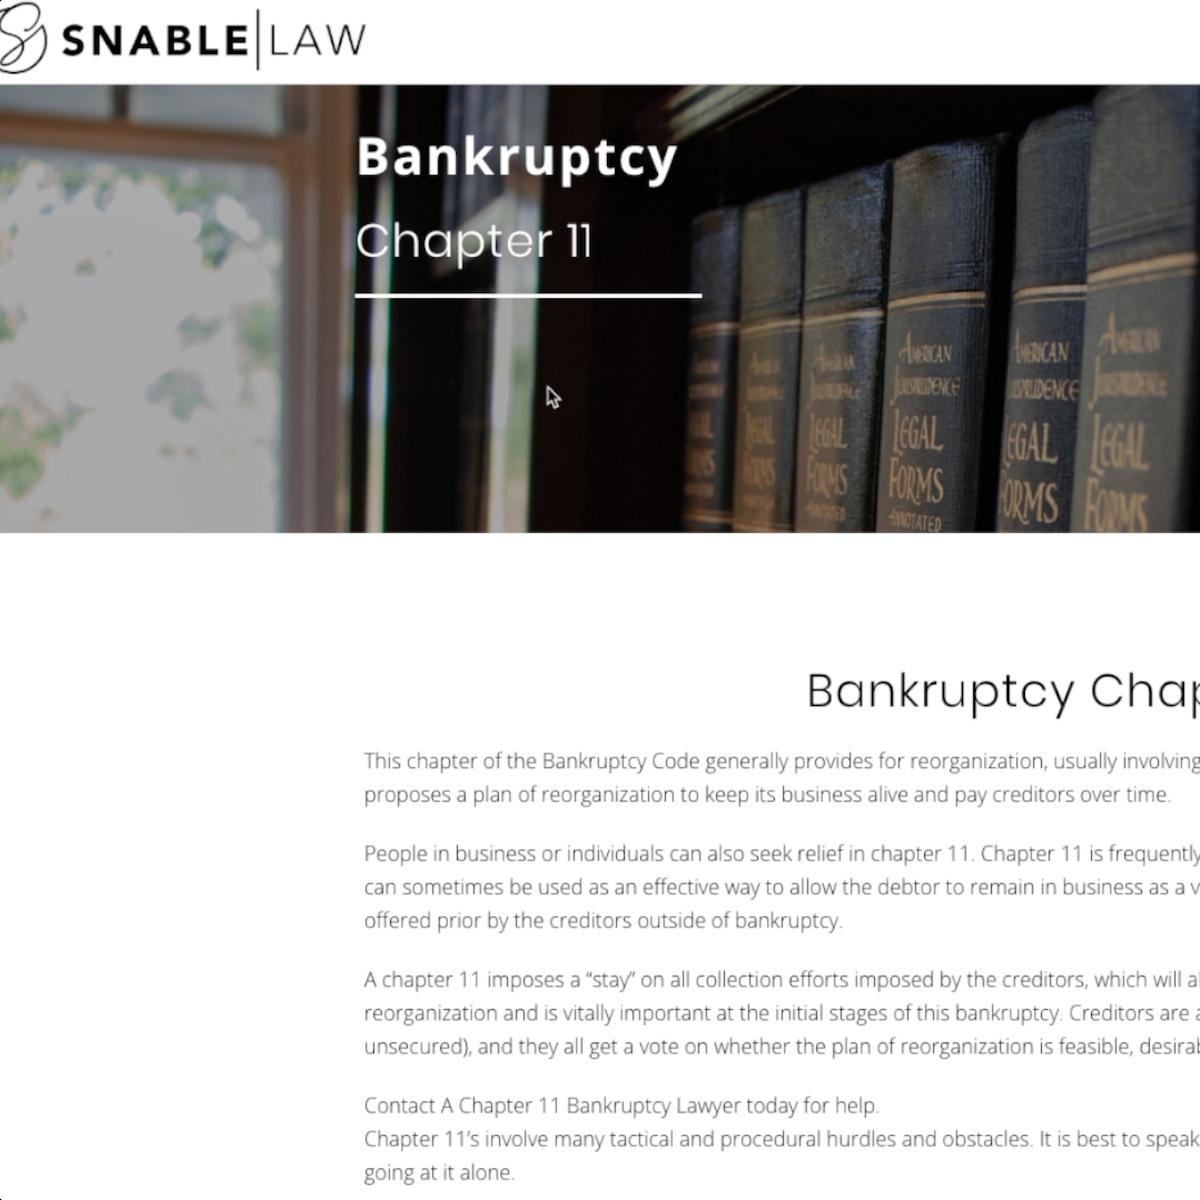 SNABLE|LAW
Bankruptcy
Chapter 11
AMERICAN JURISPRUDENCE LEGAL FORMS ANNOTATED
AMERICAN JURISPRUDENCE LEGAL FORMS
AMERICAN JURISPRUDENCE LEGAL FORMS
Bankruptcy Chap
This chapter of the Bankruptcy Code generally provides for reorganization, usually involving
proposes a plan of reorganization to keep its business alive and pay creditors over time.
People in business or individuals can also seek relief in chapter 11. Chapter 11 is frequently
can sometimes be used as an effective way to allow the debtor to remain in business as a v
offered prior by the creditors outside of bankruptcy.
A chapter 11 imposes a “stay” on all collection efforts imposed by the creditors, which will al
reorganization and is vitally important at the initial stages of this bankruptcy. Creditors are a
unsecured), and they all get a vote on whether the plan of reorganization is feasible, desirab
Contact A Chapter 11 Bankruptcy Lawyer today for help.
Chapter 11’s involve many tactical and procedural hurdles and obstacles. It is best to speak
going at it alone.